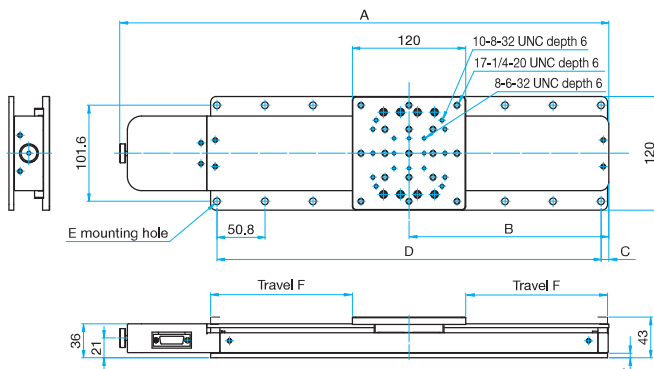 A
120
10-8-32 UNC depth 6
17-1/4-20 UNC depth 6
8-6-32 UNC depth 6
101.6
120
E mounting hole
50.8
B
D
C
Travel F
Travel F
36
21
43